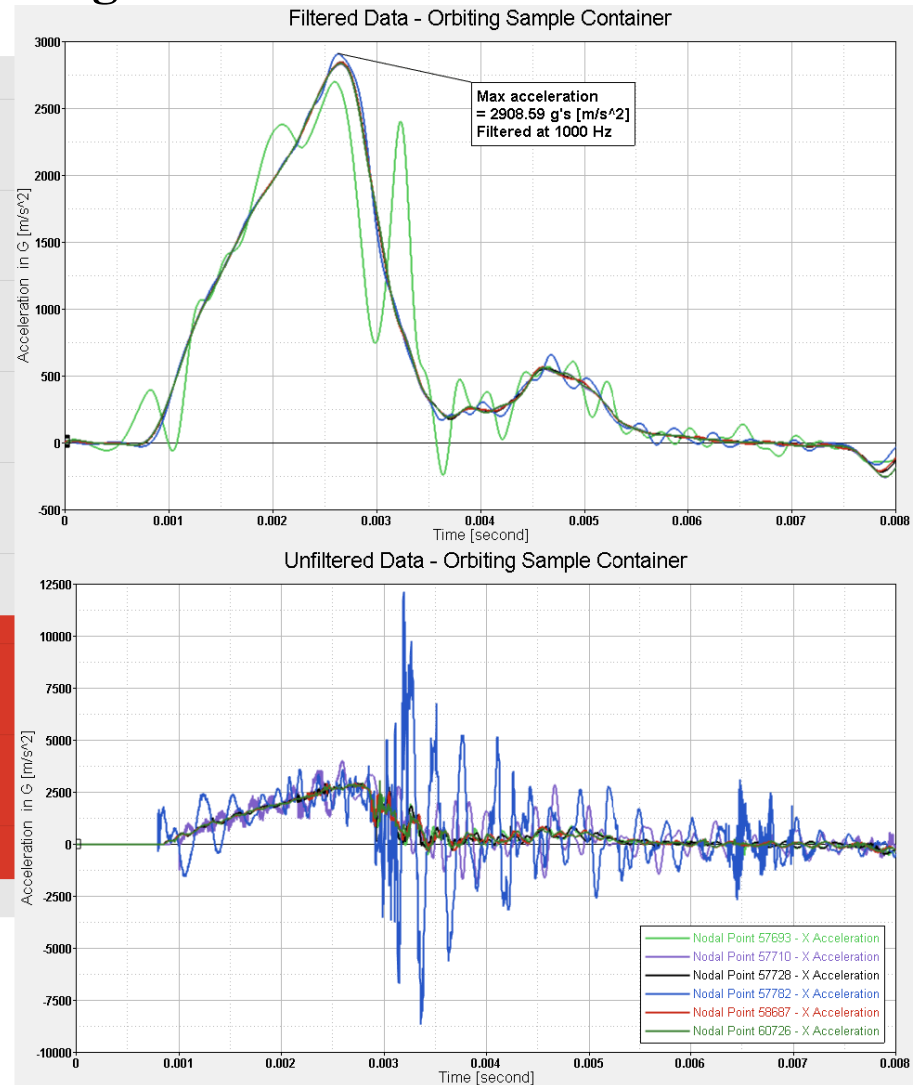 Filtered Data - Orbiting Sample Container
3000
2500
2000
1500
1000
500
0
-500
Acceleration in G [m/s^2]
Max acceleration
= 2908.59 g's [m/s^2]
Filtered at 1000 Hz
0 0.001 0.002 0.003 0.004 0.005 0.006 0.007 0.008
Time [second]
Unfiltered Data - Orbiting Sample Container
12500
10000
7500
5000
2500
0
-2500
-5000
-7500
-10000
Acceleration in G [m/s^2]
Nodal Point 57693 - X Acceleration
Nodal Point 57710 - X Acceleration
Nodal Point 57728 - X Acceleration
Nodal Point 57782 - X Acceleration
Nodal Point 58687 - X Acceleration
Nodal Point 60726 - X Acceleration
0 0.001 0.002 0.003 0.004 0.005 0.006 0.007 0.008
Time [second]